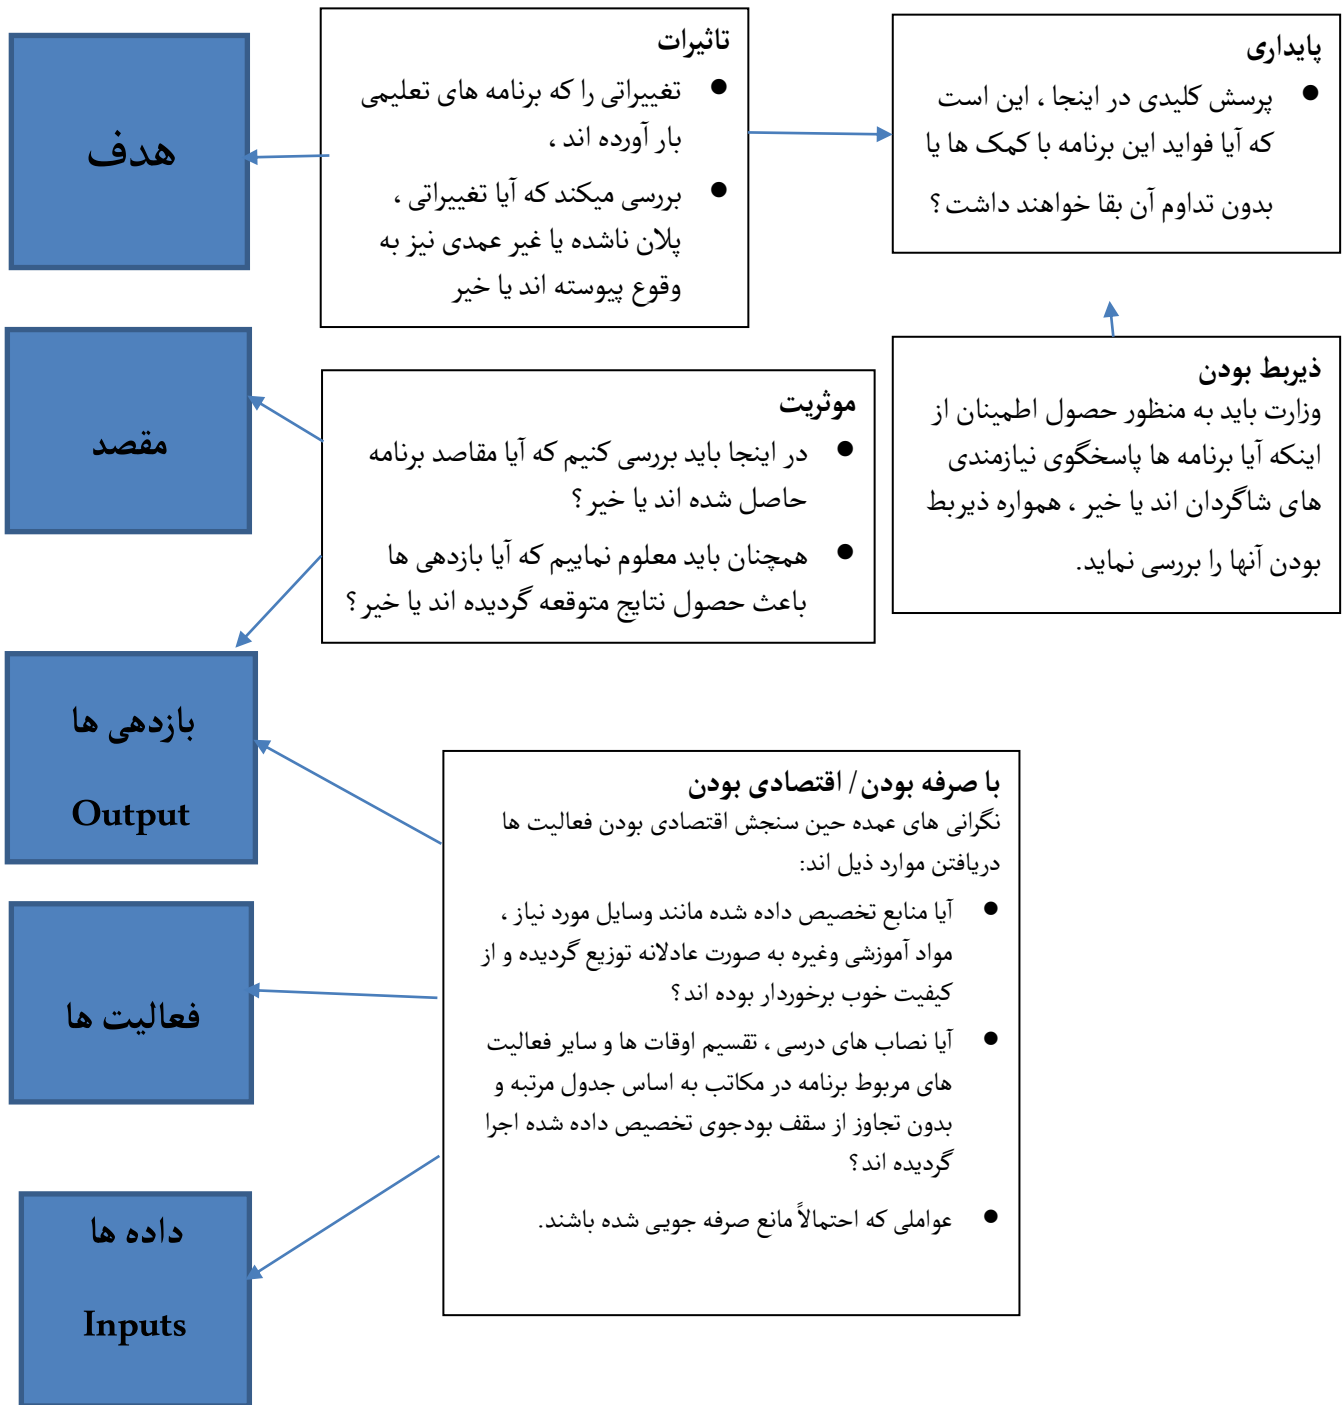 هدف
تاثیرات
● تغییراتی را که برنامه های تعلیمی
بار آورده اند ،
● بررسی میکند که آیا تغییراتی ،
پلان ناشده یا غیر عمدی نیز به
وقوع پیوسته اند یا خیر
پایداری
● پرسش کلیدی در اینجا ، این است
که آیا فواید این برنامه با کمک ها یا
بدون تداوم آن بقا خواهند داشت؟
مقصد
موثریت
● در اینجا باید بررسی کنیم که آیا مقاصد برنامه
حاصل شده اند یا خیر؟
● همچنان باید معلوم نماییم که آیا بازدهی ها
باعث حصول نتایج متوقعه گردیده اند یا خیر؟
ذیربط بودن
وزارت باید به منظور حصول اطمینان از
اینکه آیا برنامه ها پاسخگوی نیازمندی
های شاگردان اند یا خیر ، همواره ذیربط
بودن آنها را بررسی نماید.
بازدهی ها
Output
با صرفه بودن/ اقتصادی بودن
نگرانی های عمده حین سنجش اقتصادی بودن فعالیت ها
دریافتن موارد ذیل اند:
● آیا منابع تخصیص داده شده مانند وسایل مورد نیاز ،
مواد آموزشی وغیره به صورت عادلانه توزیع گردیده و از
کیفیت خوب برخوردار بوده اند؟
● آیا نصاب های درسی ، تقسیم اوقات ها و سایر فعالیت
های مربوط برنامه در مکاتب به اساس جدول مرتبه و
بدون تجاوز از سقف بودجوی تخصیص داده شده اجرا
گردیده اند؟
● عواملی که احتمالاً مانع صرفه جویی شده باشند.
فعالیت ها
داده ها
Inputs